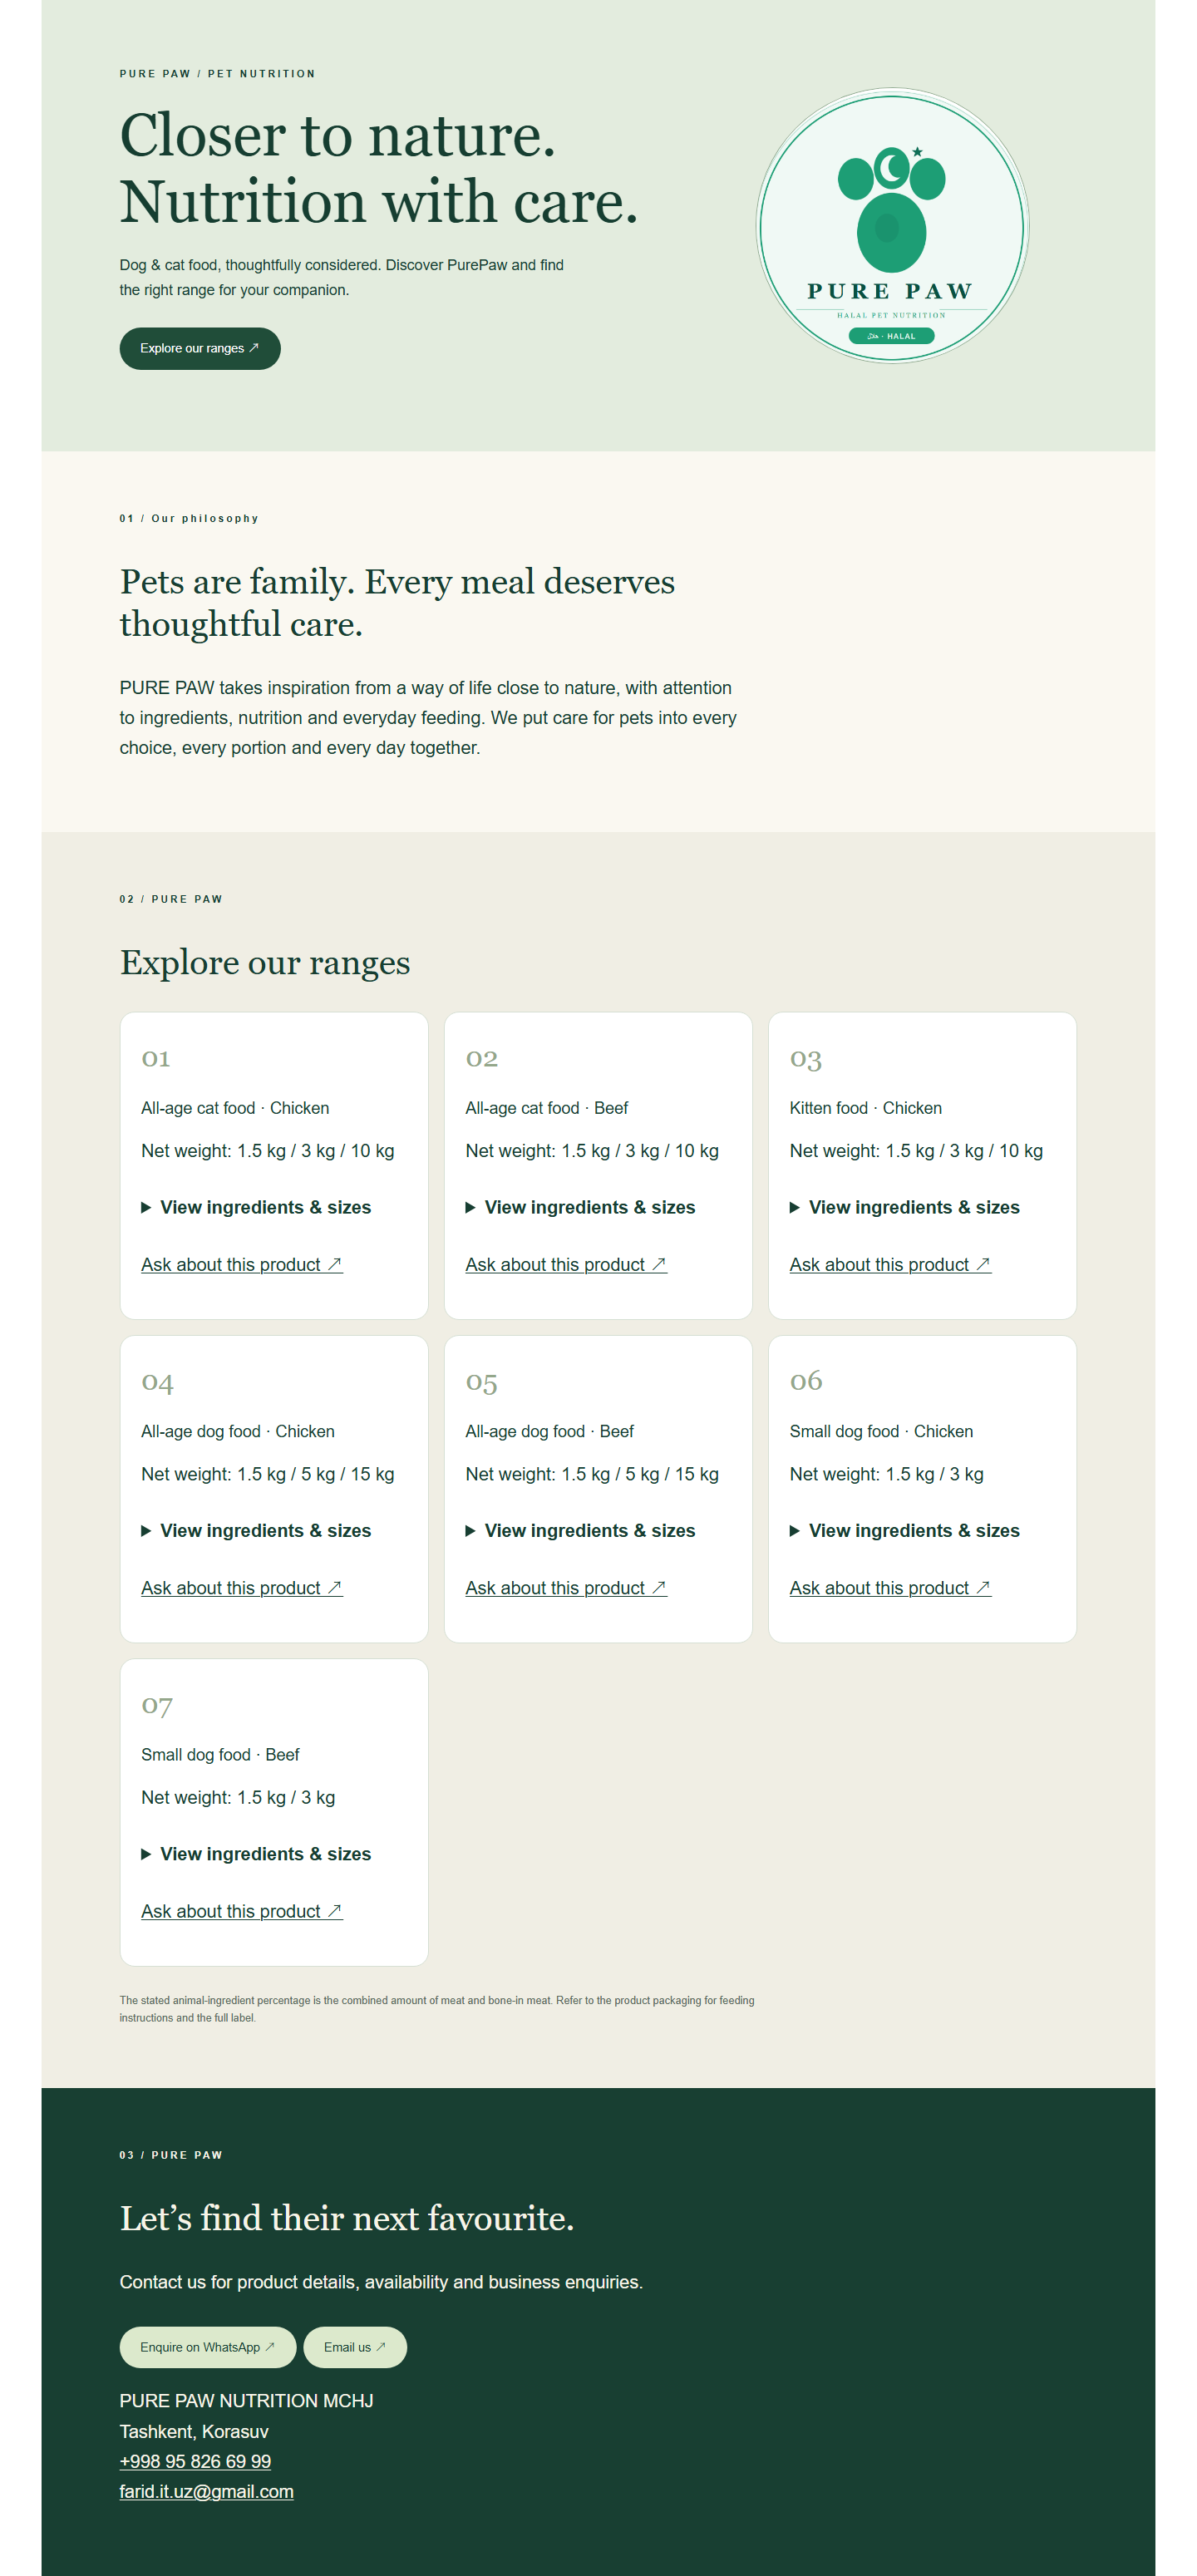 PURE PAW / PET NUTRITION
Closer to nature.
Nutrition with care.
Dog & cat food, thoughtfully considered. Discover PurePaw and find
the right range for your companion.
Explore our ranges ↗
PURE PAW
HALAL PET NUTRITION
حلال · HALAL
01 / Our philosophy
Pets are family. Every meal deserves
thoughtful care.
PURE PAW takes inspiration from a way of life close to nature, with attention
to ingredients, nutrition and everyday feeding. We put care for pets into every
choice, every portion and every day together.
02 / PURE PAW
Explore our ranges
01
All-age cat food · Chicken
Net weight: 1.5 kg / 3 kg / 10 kg
▶ View ingredients & sizes
Ask about this product ↗
02
All-age cat food · Beef
Net weight: 1.5 kg / 3 kg / 10 kg
▶ View ingredients & sizes
Ask about this product ↗
03
Kitten food · Chicken
Net weight: 1.5 kg / 3 kg / 10 kg
▶ View ingredients & sizes
Ask about this product ↗
04
All-age dog food · Chicken
Net weight: 1.5 kg / 5 kg / 15 kg
▶ View ingredients & sizes
Ask about this product ↗
05
All-age dog food · Beef
Net weight: 1.5 kg / 5 kg / 15 kg
▶ View ingredients & sizes
Ask about this product ↗
06
Small dog food · Chicken
Net weight: 1.5 kg / 3 kg
▶ View ingredients & sizes
Ask about this product ↗
07
Small dog food · Beef
Net weight: 1.5 kg / 3 kg
▶ View ingredients & sizes
Ask about this product ↗
The stated animal-ingredient percentage is the combined amount of meat and bone-in meat. Refer to the product packaging for feeding
instructions and the full label.
03 / PURE PAW
Let’s find their next favourite.
Contact us for product details, availability and business enquiries.
Enquire on WhatsApp ↗
Email us ↗
PURE PAW NUTRITION MCHJ
Tashkent, Korasuv
+998 95 826 69 99
farid.it.uz@gmail.com